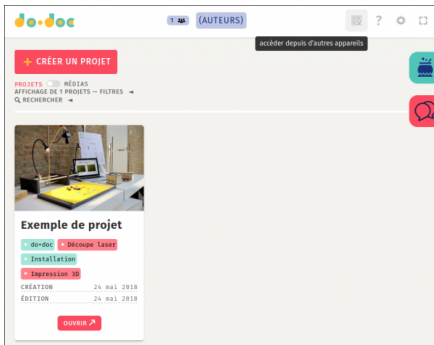 do•doc
1 (AUTEURS)
?
accéder depuis d'autres appareils
+ CRÉER UN PROJET
PROJETS MÉDIAS
AFFICHAGE DE 1 PROJETS — FILTRES
RECHERCHER
Exemple de projet
do•doc Découpe laser
Installation
Impression 3D
CRÉATION 24 mai 2018
ÉDITION 24 mai 2018
OUVRIR